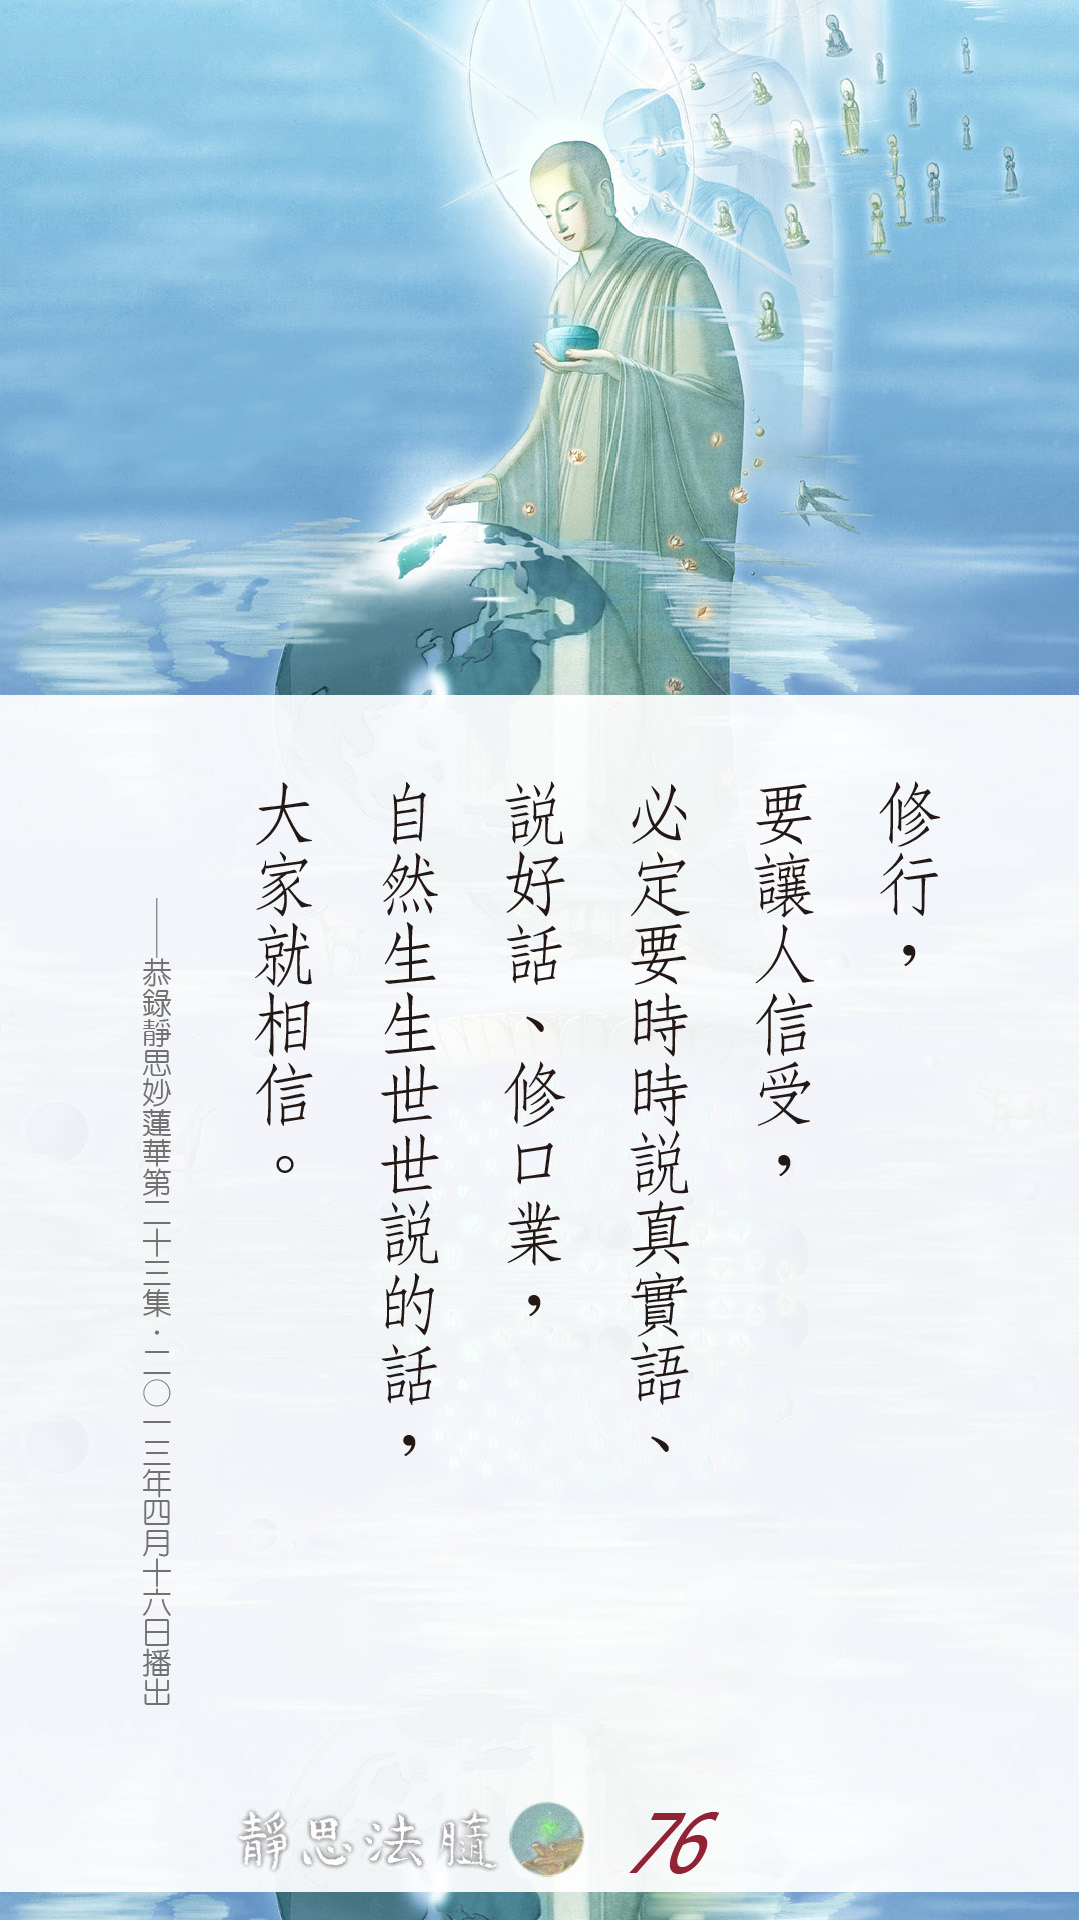 修行，
要讓人信受，
必定要時時説真實語、
説好話、修口業，
自然生生世世説的話，
大家就相信。
——恭錄靜思妙蓮華第二十三集·二〇一三年四月十六日播出
靜思法髓
76